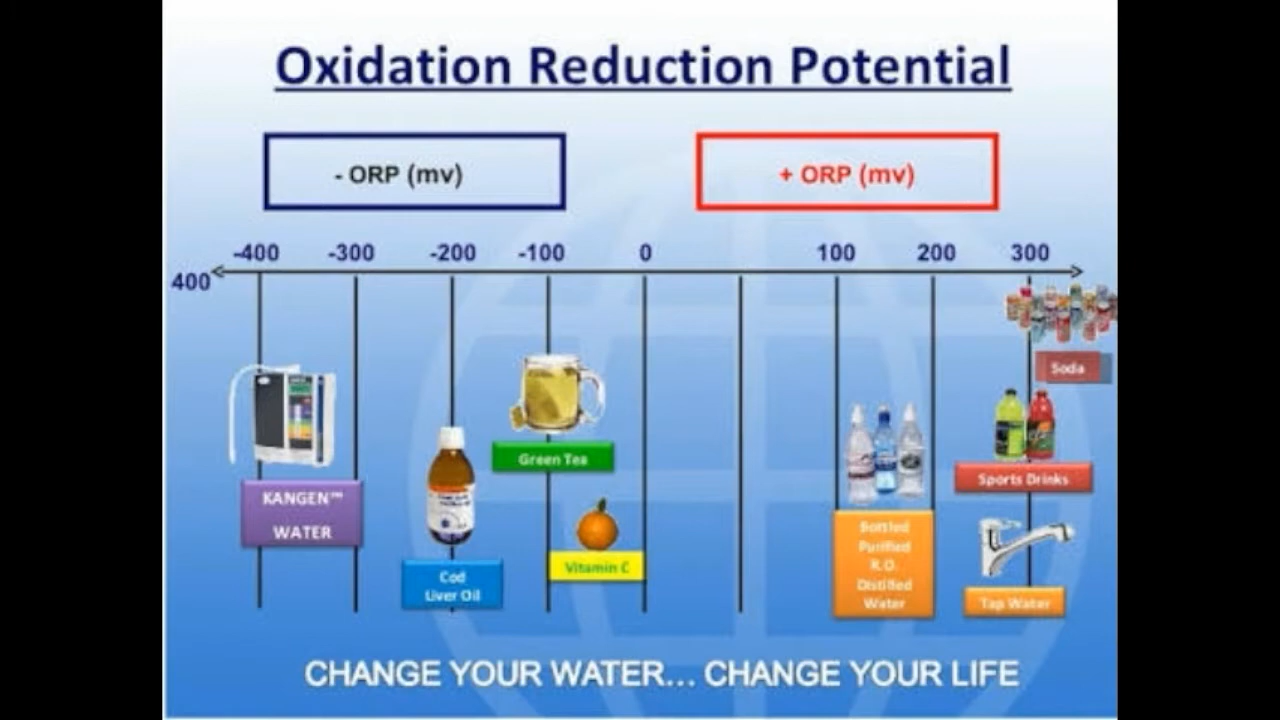 Oxidation Reduction Potential
- ORP (mv)
+ ORP (mv)
-400 -300 -200 -100 0 100 200 300
400
Soda
Green Tea
Sports Drinks
KANGEN™
WATER
Bottled
Purified
R.O.
Distilled
Water
Vitamin C
Cod
Liver Oil
Tap Water
CHANGE YOUR WATER... CHANGE YOUR LIFE